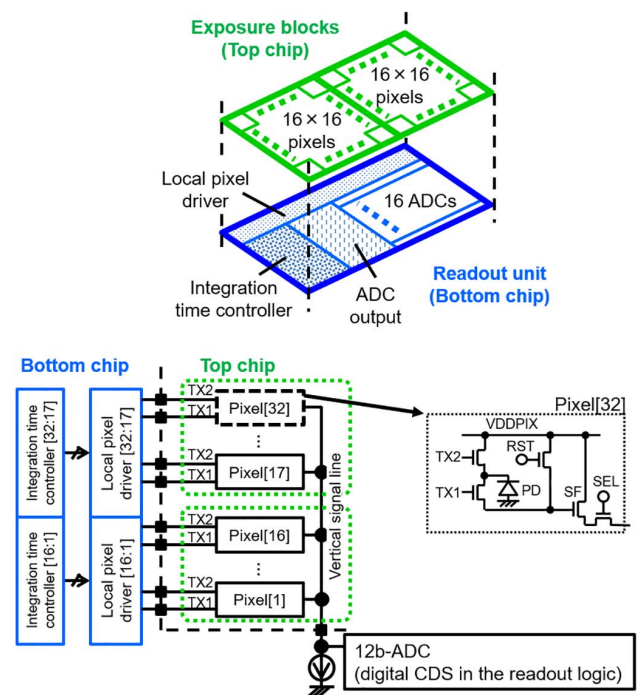 Exposure blocks
(Top chip)
16 × 16
pixels
16 × 16
pixels
Local pixel
driver
16 ADCs
Integration
time controller
ADC
output
Readout unit
(Bottom chip)
Bottom chip
Top chip
Integration time
controller [32:17]
Local pixel
driver [32:17]
TX2
TX1
Pixel[32]
TX2
TX1
Pixel[17]
Integration time
controller [16:1]
Local pixel
driver [16:1]
TX2
TX1
Pixel[16]
TX2
TX1
Pixel[1]
Vertical signal line
Pixel[32]
VDDPIX
RST
TX2
TX1
PD
SF
SEL
12b-ADC
(digital CDS in the readout logic)